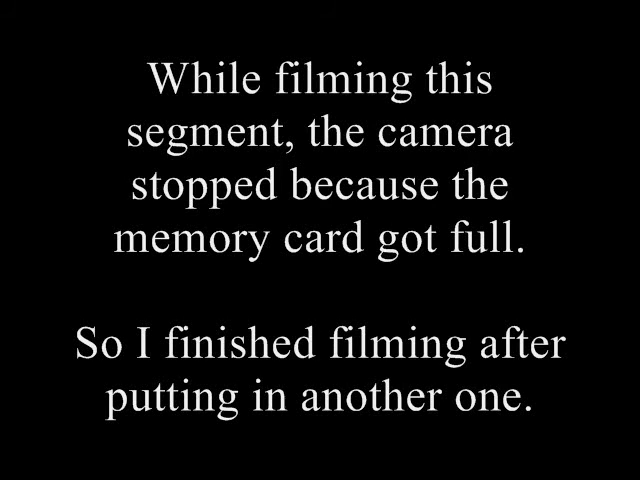 While filming this
segment, the camera
stopped because the
memory card got full.
So I finished filming after
putting in another one.